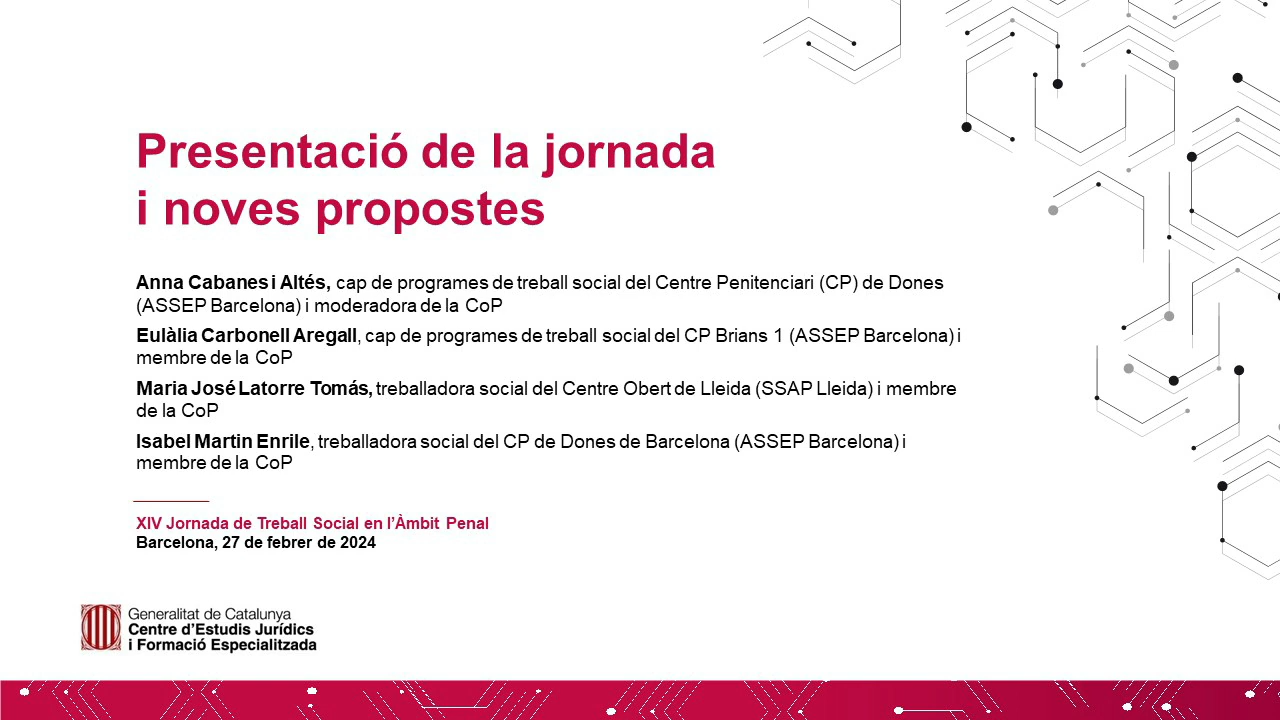 Presentació de la jornada
i noves propostes
Anna Cabanes i Altés, cap de programes de treball social del Centre Penitenciari (CP) de Dones
(ASSEP Barcelona) i moderadora de la CoP
Eulàlia Carbonell Aregall, cap de programes de treball social del CP Brians 1 (ASSEP Barcelona) i
membre de la CoP
Maria José Latorre Tomás, treballadora social del Centre Obert de Lleida (SSAP Lleida) i membre
de la CoP
Isabel Martin Enrile, treballadora social del CP de Dones de Barcelona (ASSEP Barcelona) i
membre de la CoP
XIV Jornada de Treball Social en l’Àmbit Penal
Barcelona, 27 de febrer de 2024
Generalitat de Catalunya
Centre d’Estudis Jurídics
i Formació Especialitzada